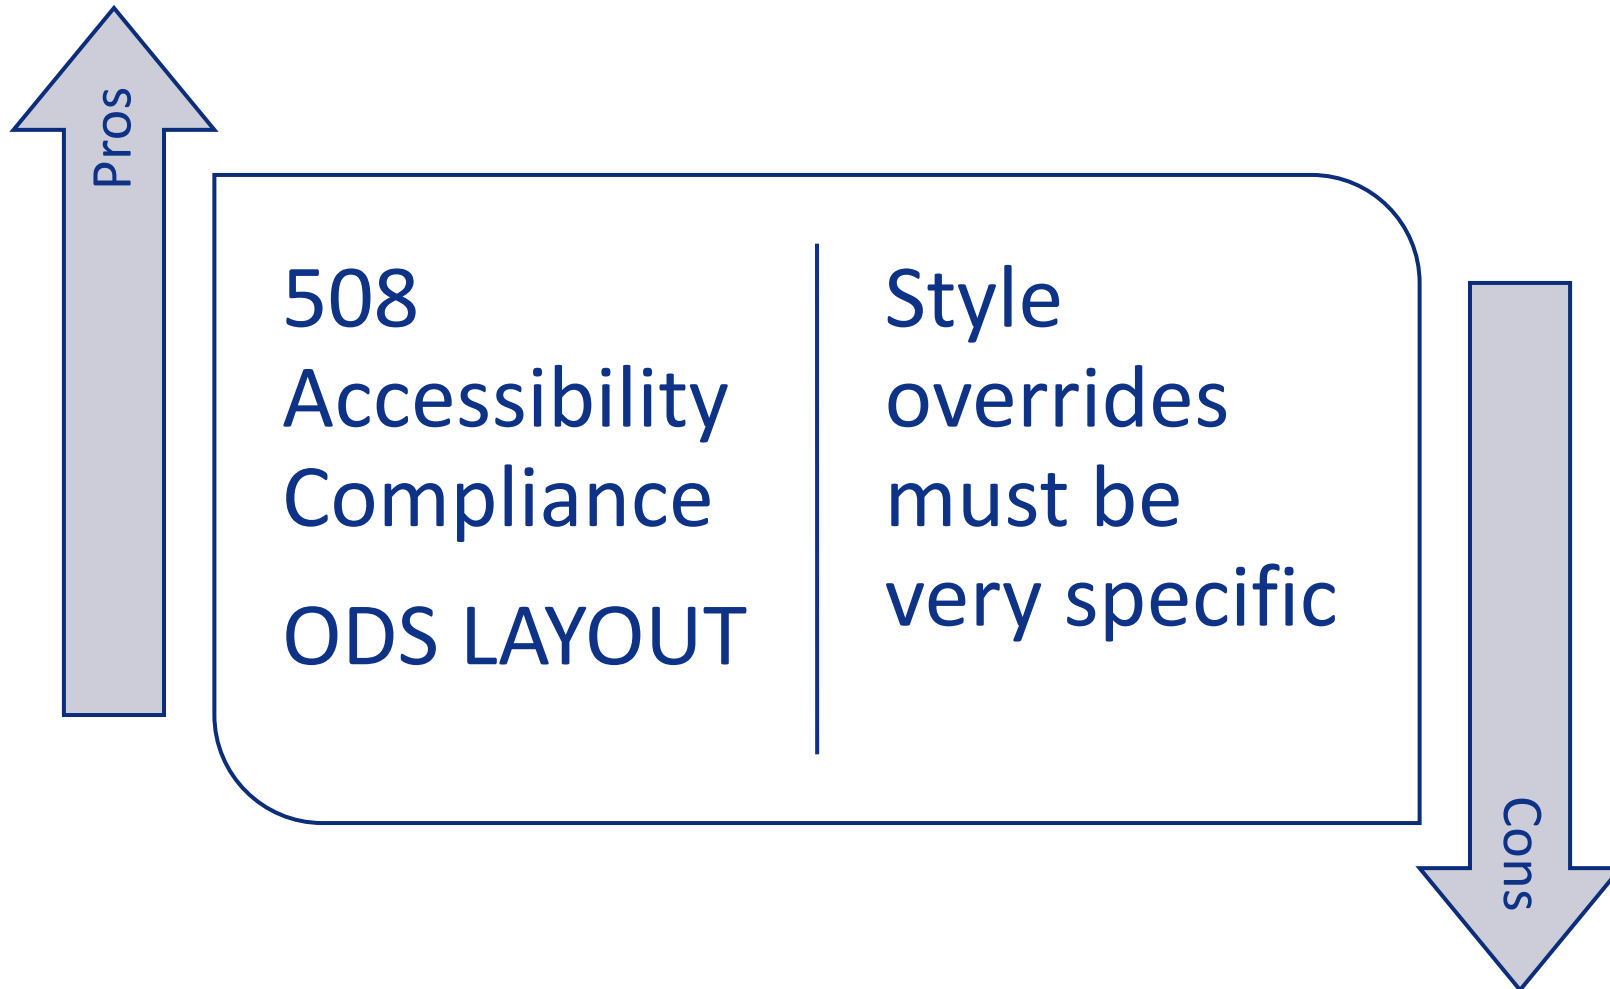 Pros
508
Accessibility
Compliance
ODS LAYOUT
Style
overrides
must be
very specific
Cons